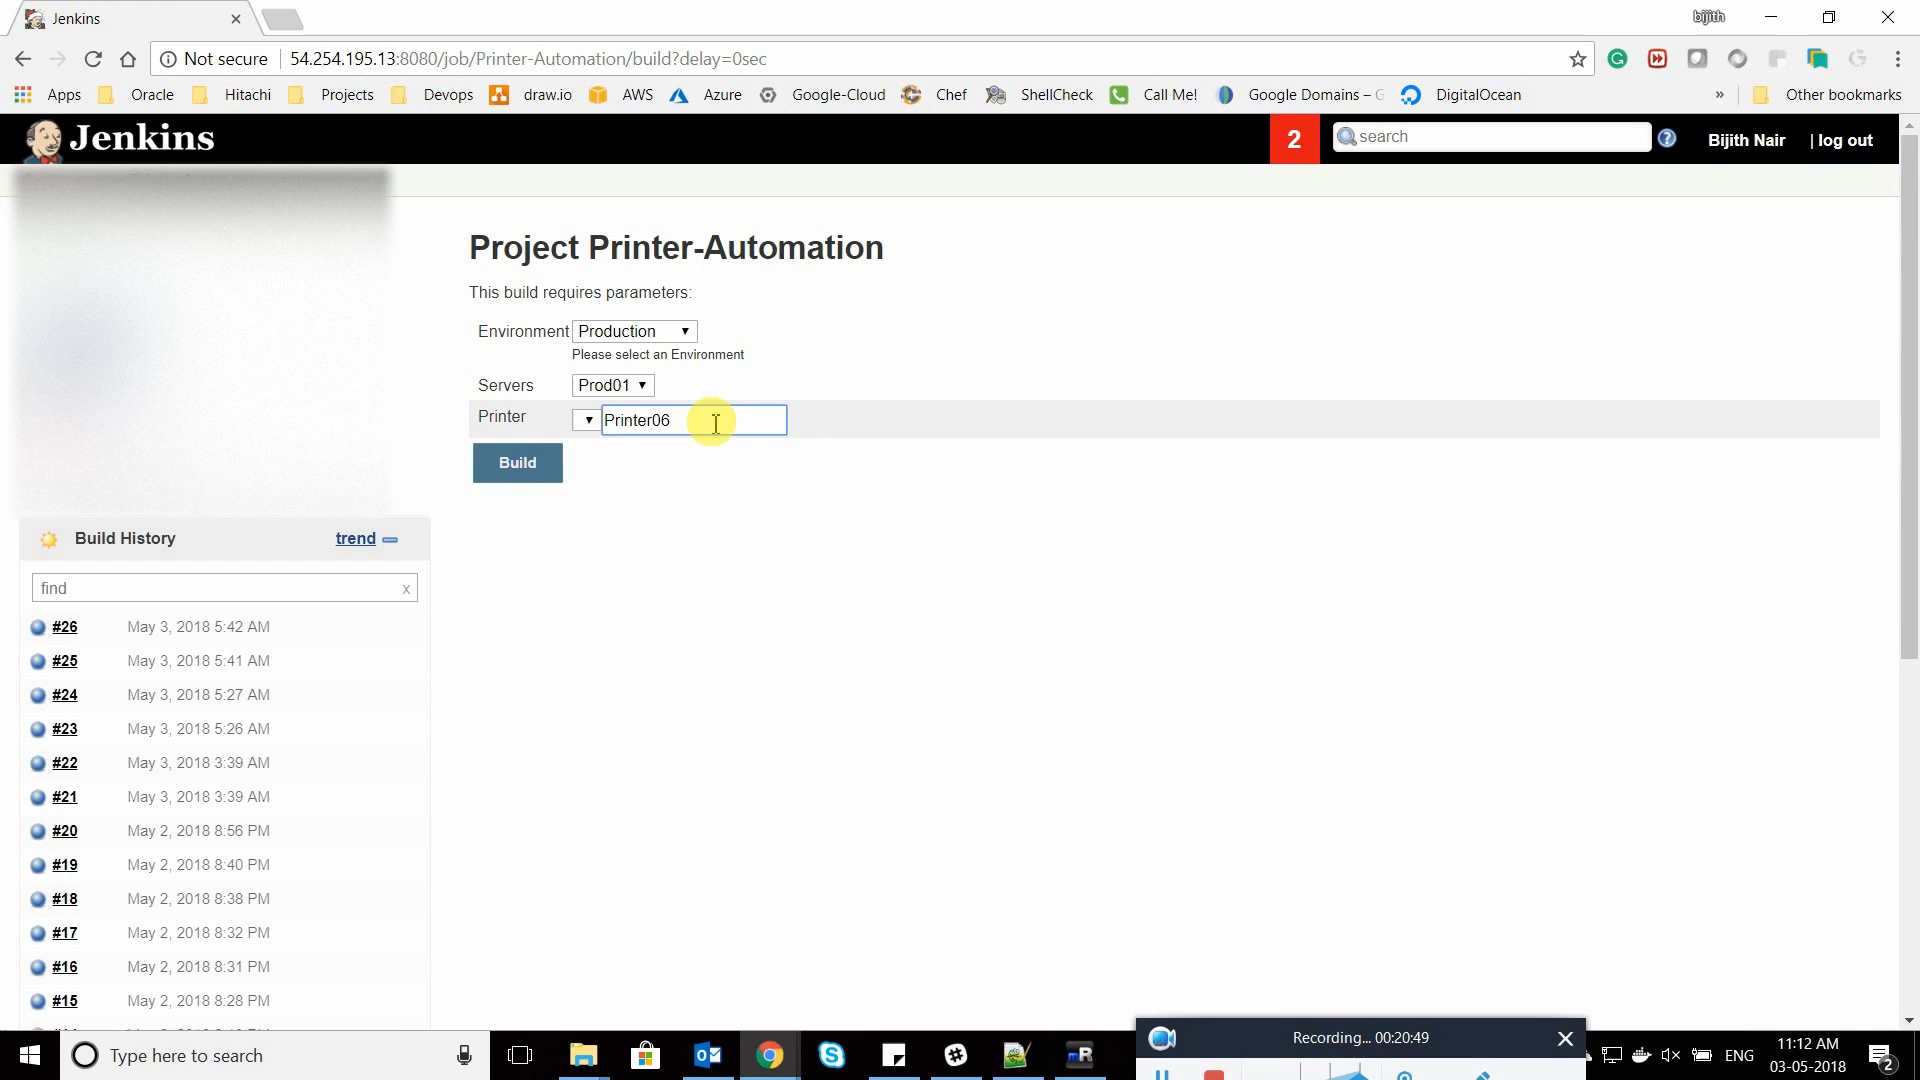 Jenkins
bijith
Not secure 54.254.195.13:8080/job/Printer-Automation/build?delay=0sec
Apps Oracle Hitachi Projects Devops draw.io AWS Azure Google-Cloud Chef ShellCheck Call Me! Google Domains – G DigitalOcean » Other bookmarks
Jenkins 2 search Bijith Nair | log out
Project Printer-Automation
This build requires parameters:
Environment Production
Please select an Environment
Servers Prod01
Printer Printer06
Build
Build History trend
find x
#26 May 3, 2018 5:42 AM
#25 May 3, 2018 5:41 AM
#24 May 3, 2018 5:27 AM
#23 May 3, 2018 5:26 AM
#22 May 3, 2018 3:39 AM
#21 May 3, 2018 3:39 AM
#20 May 2, 2018 8:56 PM
#19 May 2, 2018 8:40 PM
#18 May 2, 2018 8:38 PM
#17 May 2, 2018 8:32 PM
#16 May 2, 2018 8:31 PM
#15 May 2, 2018 8:28 PM
Recording... 00:20:49
Type here to search
ENG
11:12 AM
03-05-2018
2